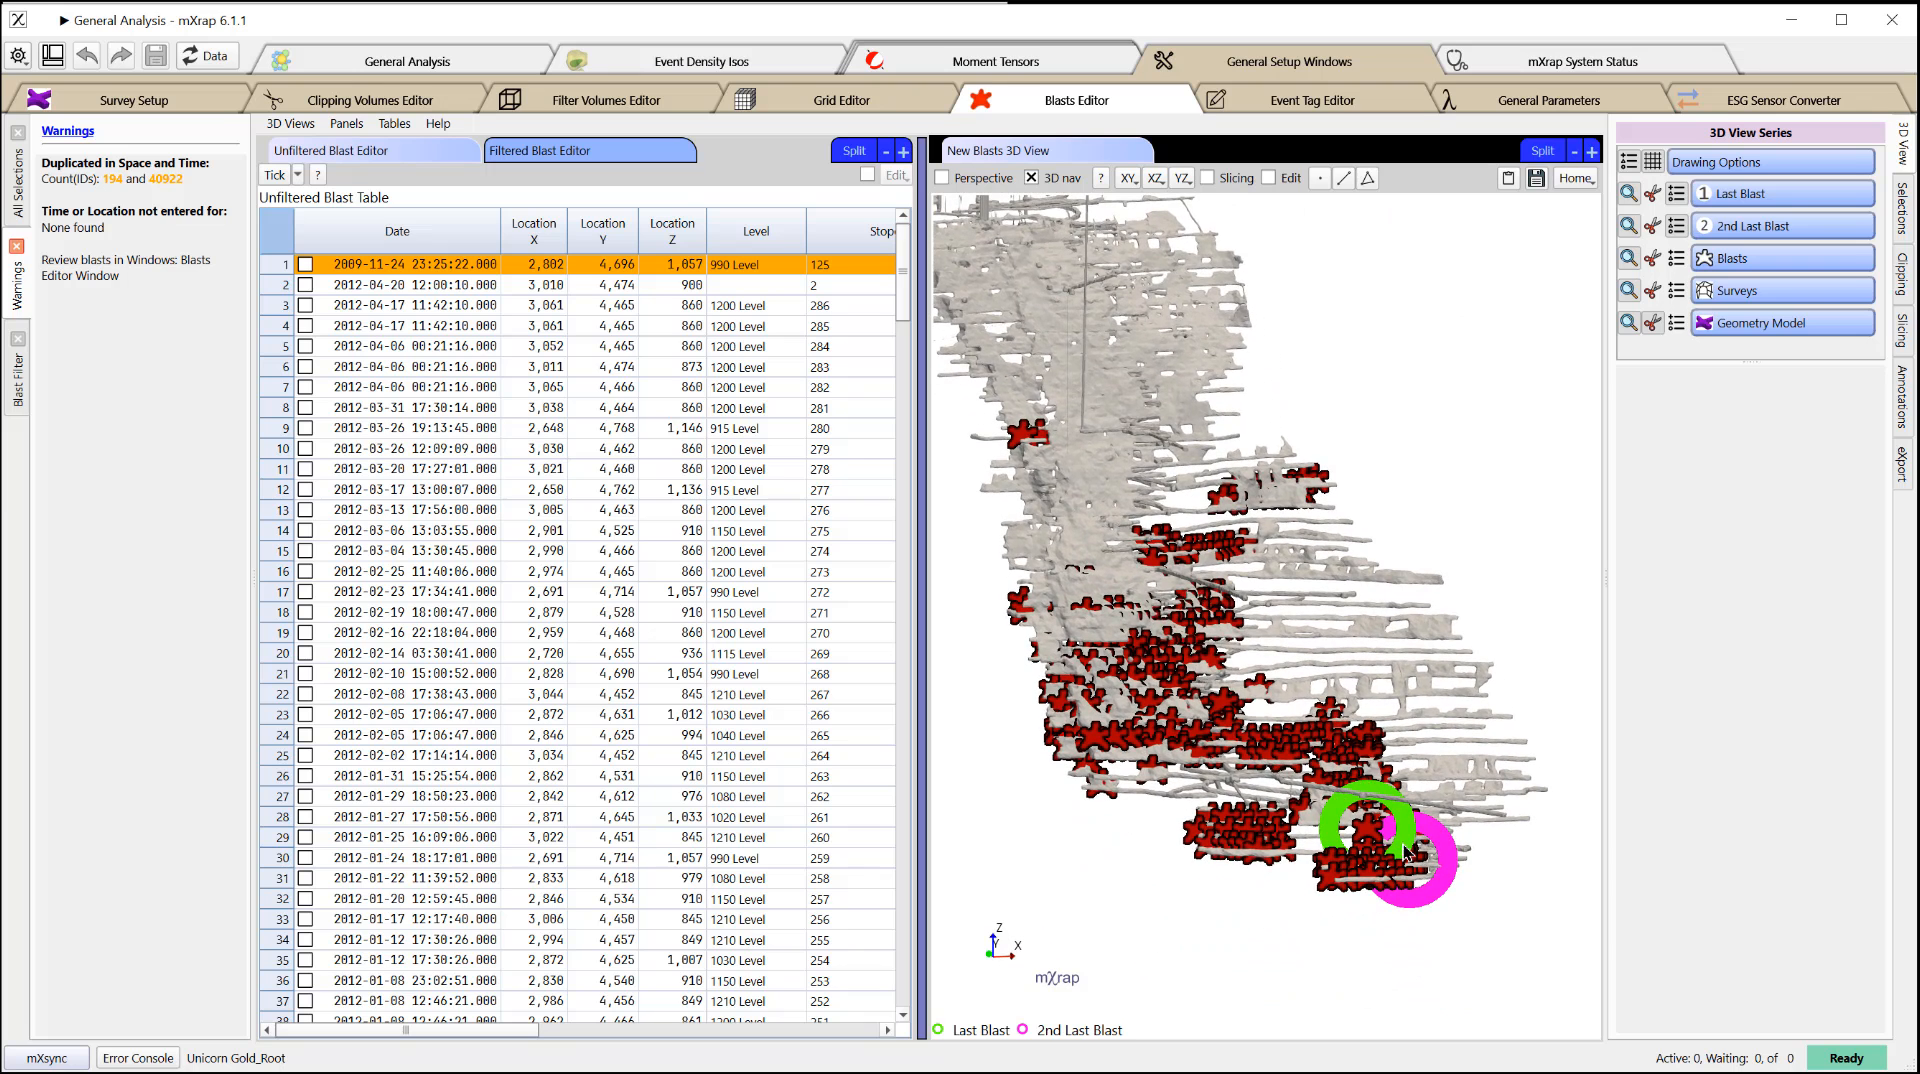 General Analysis - mXrap 6.1.1
Data
General Analysis
Event Density Isos
Moment Tensors
General Setup Windows
mXrap System Status
Survey Setup
Clipping Volumes Editor
Filter Volumes Editor
Grid Editor
Blasts Editor
Event Tag Editor
General Parameters
ESG Sensor Converter
All Selections
Warnings
Blast Filter
Warnings
Duplicated in Space and Time:
Count(IDs): 194 and 40922
Time or Location not entered for:
None found
Review blasts in Windows: Blasts
Editor Window
3D Views Panels Tables Help
Unfiltered Blast Editor
Filtered Blast Editor
Split - +
Tick ? Edit
Unfiltered Blast Table
Date Location X Location Y Location Z Level Stop
1 2009-11-24 23:25:22.000 2,802 4,696 1,057 990 Level 125
2 2012-04-20 12:00:10.000 3,010 4,474 900 2
3 2012-04-17 11:42:10.000 3,061 4,465 860 1200 Level 286
4 2012-04-17 11:42:10.000 3,061 4,465 860 1200 Level 285
5 2012-04-06 00:21:16.000 3,052 4,465 860 1200 Level 284
6 2012-04-06 00:21:16.000 3,011 4,474 873 1200 Level 283
7 2012-04-06 00:21:16.000 3,065 4,466 860 1200 Level 282
8 2012-03-31 17:30:14.000 3,038 4,464 860 1200 Level 281
9 2012-03-26 19:13:45.000 2,648 4,768 1,146 915 Level 280
10 2012-03-26 12:09:09.000 3,030 4,462 860 1200 Level 279
11 2012-03-20 17:27:01.000 3,021 4,460 860 1200 Level 278
12 2012-03-17 13:00:07.000 2,650 4,762 1,136 915 Level 277
13 2012-03-13 17:56:00.000 3,005 4,463 860 1200 Level 276
14 2012-03-06 13:03:55.000 2,901 4,525 910 1150 Level 275
15 2012-03-04 13:30:45.000 2,990 4,466 860 1200 Level 274
16 2012-02-25 11:40:06.000 2,974 4,465 860 1200 Level 273
17 2012-02-23 17:34:41.000 2,691 4,714 1,057 990 Level 272
18 2012-02-19 18:00:47.000 2,879 4,528 910 1150 Level 271
19 2012-02-16 22:18:04.000 2,959 4,468 860 1200 Level 270
20 2012-02-14 03:30:41.000 2,720 4,655 936 1115 Level 269
21 2012-02-10 15:00:52.000 2,828 4,690 1,054 990 Level 268
22 2012-02-08 17:38:43.000 3,044 4,452 845 1210 Level 267
23 2012-02-05 17:06:47.000 2,872 4,631 1,012 1030 Level 266
24 2012-02-05 17:06:47.000 2,846 4,625 994 1040 Level 265
25 2012-02-02 17:14:14.000 3,034 4,452 845 1210 Level 264
26 2012-01-31 15:25:54.000 2,862 4,531 910 1150 Level 263
27 2012-01-29 18:50:23.000 2,842 4,612 976 1080 Level 262
28 2012-01-27 17:50:56.000 2,871 4,645 1,033 1020 Level 261
29 2012-01-25 16:09:06.000 3,022 4,451 845 1210 Level 260
30 2012-01-24 18:17:01.000 2,691 4,714 1,057 990 Level 259
31 2012-01-22 11:39:52.000 2,833 4,618 979 1080 Level 258
32 2012-01-20 12:59:45.000 2,846 4,534 910 1150 Level 257
33 2012-01-17 12:17:40.000 3,006 4,450 845 1210 Level 256
34 2012-01-12 17:30:26.000 2,994 4,457 849 1210 Level 255
35 2012-01-12 17:30:26.000 2,872 4,625 1,007 1030 Level 254
36 2012-01-08 23:02:51.000 2,830 4,540 910 1150 Level 253
37 2012-01-08 12:46:21.000 2,986 4,456 849 1210 Level 252
New Blasts 3D View
Split - +
Perspective 3D nav ? XY XZ YZ Slicing Edit Home
Z
Y
X
mXrap
Last Blast 2nd Last Blast
3D View Series
Drawing Options
1 Last Blast
2 2nd Last Blast
Blasts
Surveys
Geometry Model
3D View
Selections
Clipping
Slicing
Annotations
eXport
mXsync Error Console Unicorn Gold_Root
Active: 0, Waiting: 0, of 0 Ready